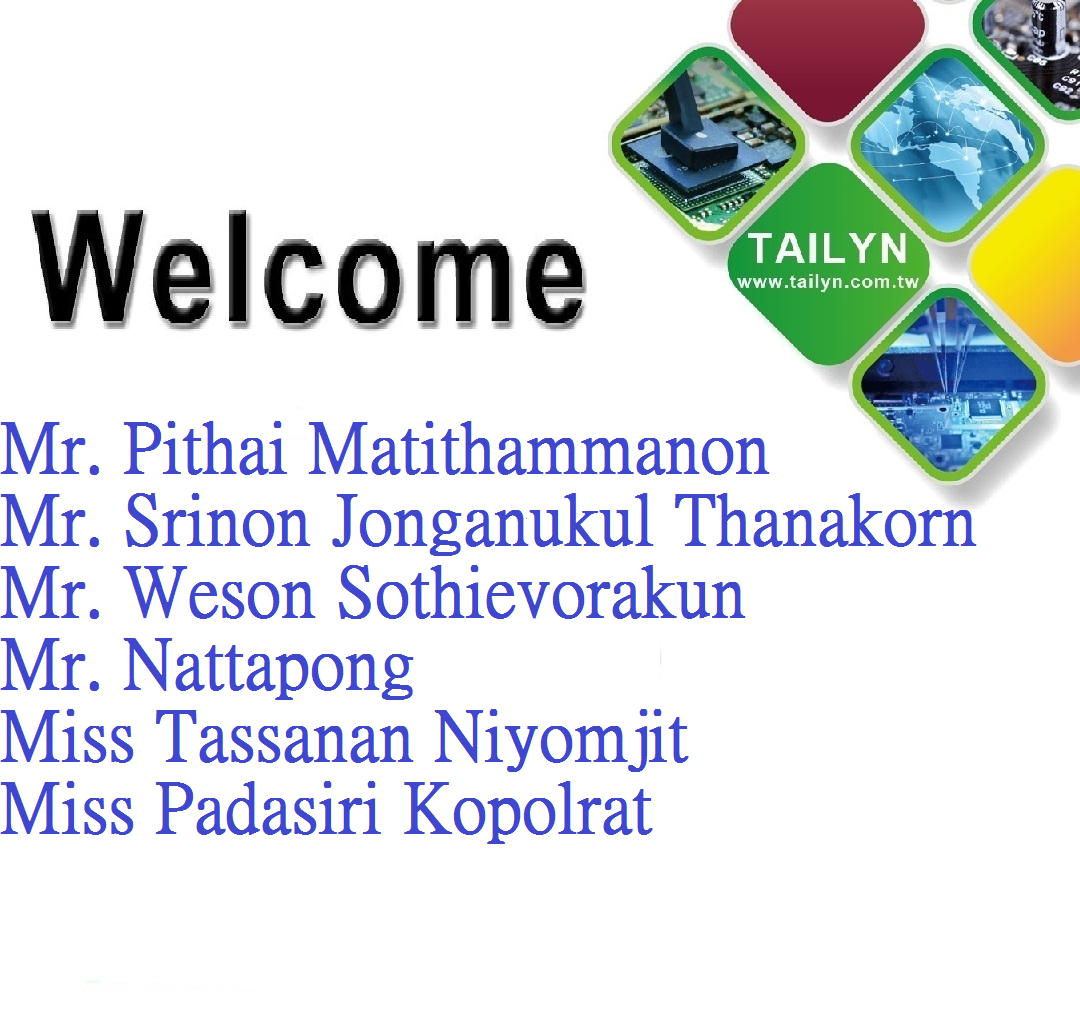 TAILYN
www.tailyn.com.tw
Welcome
Mr. Pithai Matithammanon
Mr. Srinon Jonganukul Thanakorn
Mr. Weson Sothievorakun
Mr. Nattapong
Miss Tassanan Niyomjit
Miss Padasiri Kopolrat